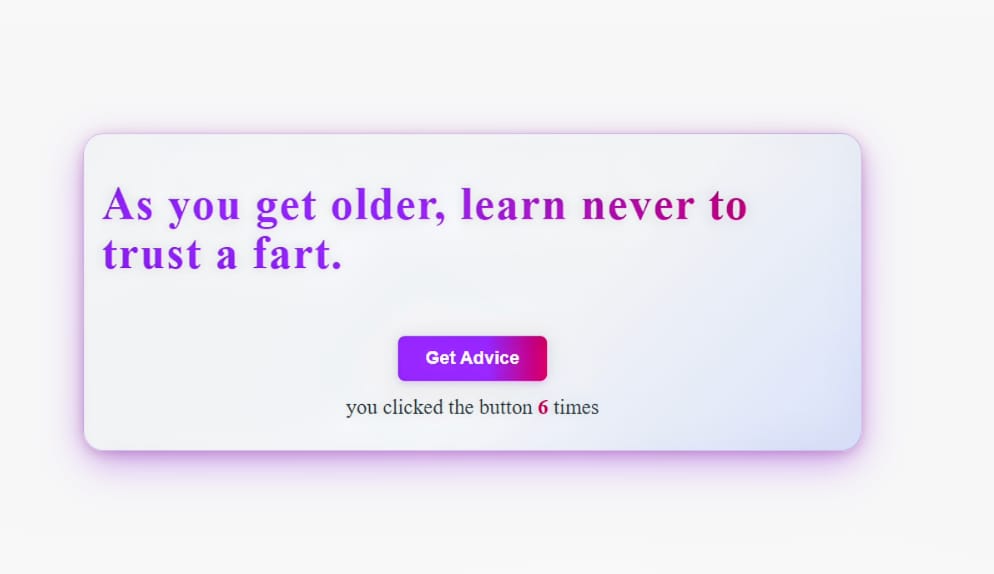 As you get older, learn never to
trust a fart.
Get Advice
you clicked the button 6 times